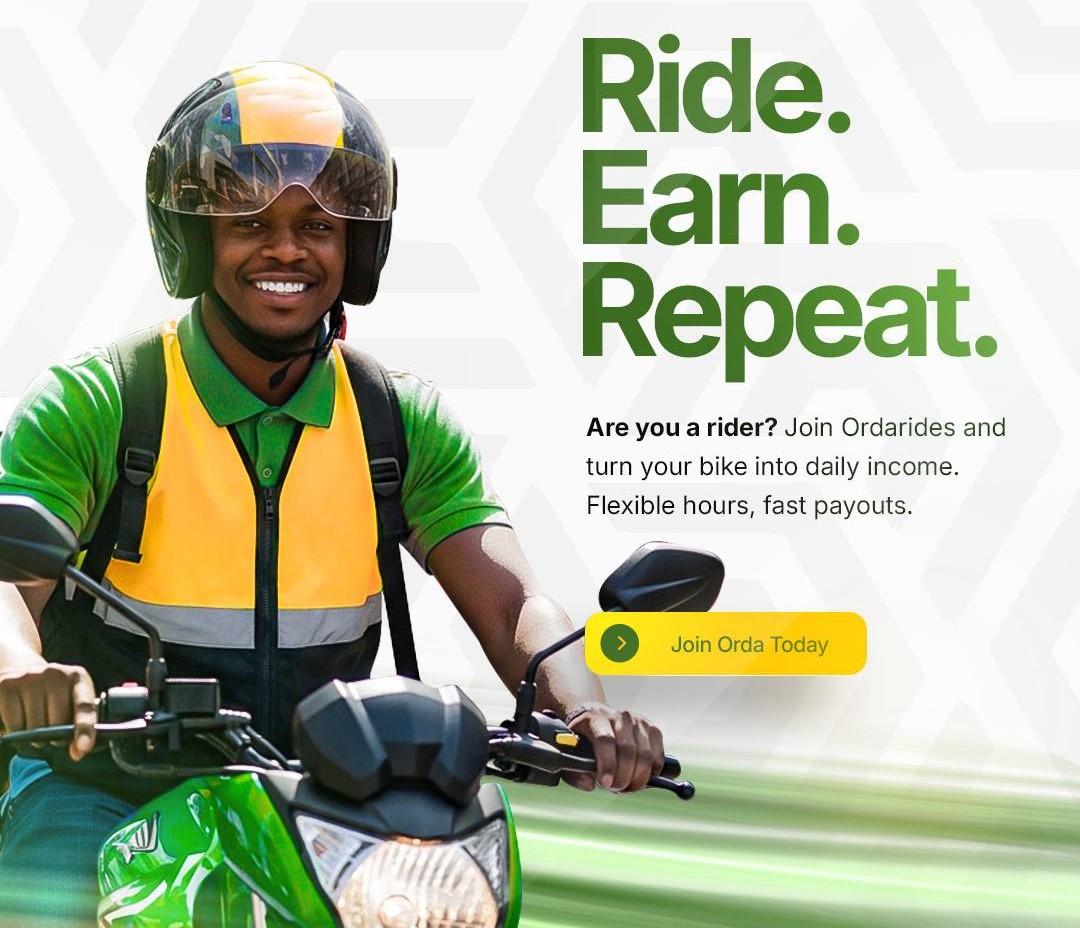 Ride.
Earn.
Repeat.
Are you a rider? Join Ordarides and
turn your bike into daily income.
Flexible hours, fast payouts.
Join Orda Today